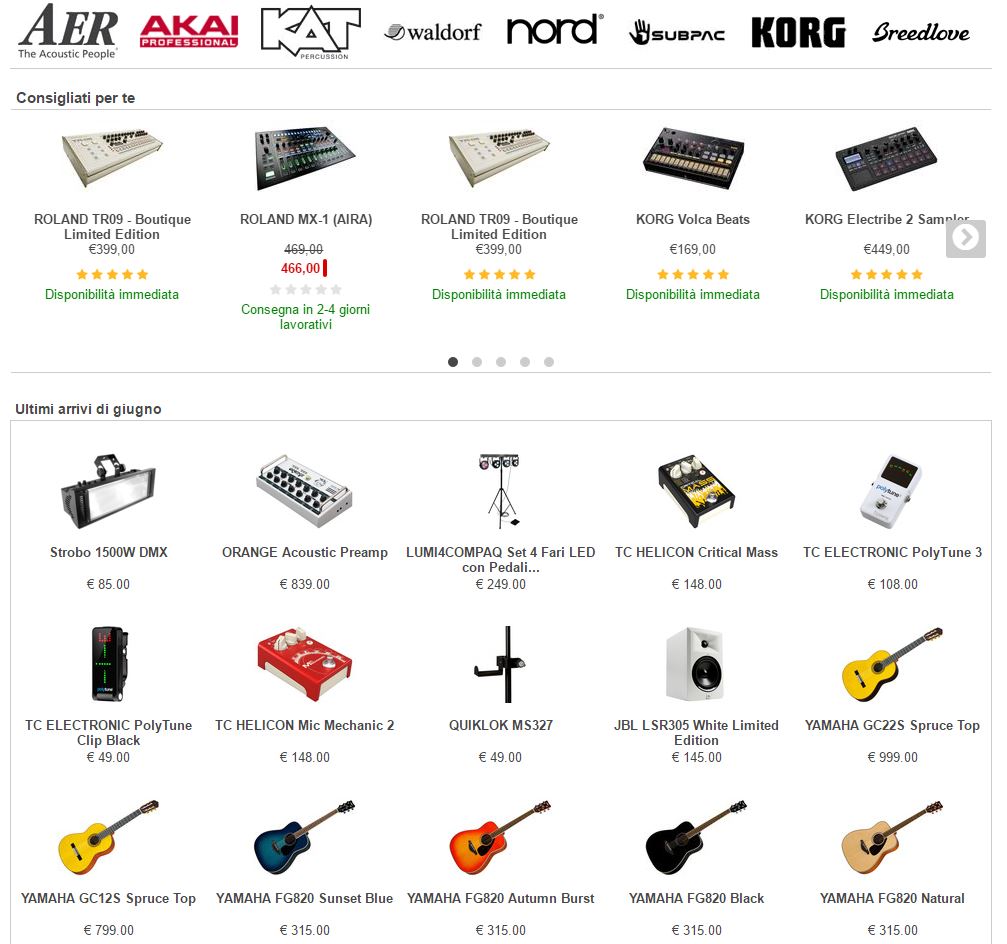 AER
The Acoustic People
AKAI
PROFESSIONAL
KAT
PERCUSSION
waldorf
nord
SUBPAC
KORG
Breedlove
Consigliati per te
ROLAND TR09 - Boutique
Limited Edition
€399,00
Disponibilità immediata
ROLAND MX-1 (AIRA)
469,00
466,00
Consegna in 2-4 giorni
lavorativi
ROLAND TR09 - Boutique
Limited Edition
€399,00
Disponibilità immediata
KORG Volca Beats
€169,00
Disponibilità immediata
KORG Electribe 2 Sampler
€449,00
Disponibilità immediata
Ultimi arrivi di giugno
Strobo 1500W DMX
€ 85.00
ORANGE Acoustic Preamp
€ 839.00
LUMI4COMPAQ Set 4 Fari LED
con Pedali...
€ 249.00
TC HELICON Critical Mass
€ 148.00
polytune
TC ELECTRONIC PolyTune 3
€ 108.00
polytune
TC ELECTRONIC PolyTune
Clip Black
€ 49.00
TC HELICON Mic Mechanic 2
€ 148.00
QUIKLOK MS327
€ 49.00
JBL LSR305 White Limited
Edition
€ 145.00
YAMAHA GC22S Spruce Top
€ 999.00
YAMAHA GC12S Spruce Top
€ 799.00
YAMAHA FG820 Sunset Blue
€ 315.00
YAMAHA FG820 Autumn Burst
€ 315.00
YAMAHA FG820 Black
€ 315.00
YAMAHA FG820 Natural
€ 315.00